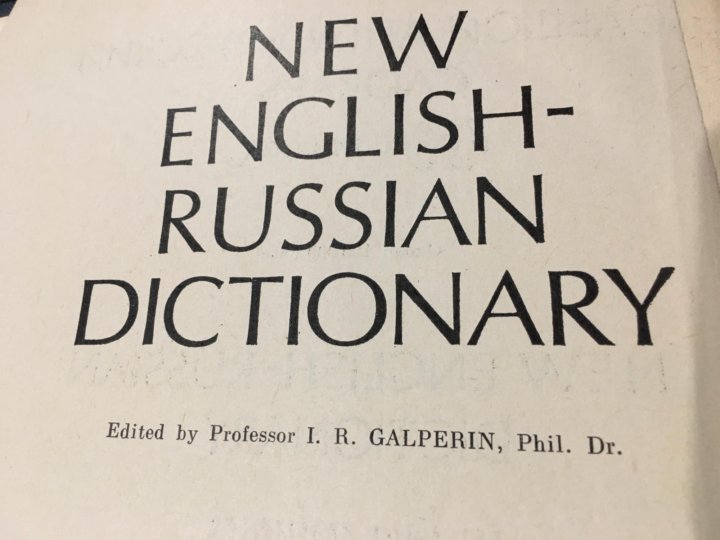 NEW
ENGLISH-
RUSSIAN
DICTIONARY
Edited by Professor I. R. GALPERIN, Phil. Dr.